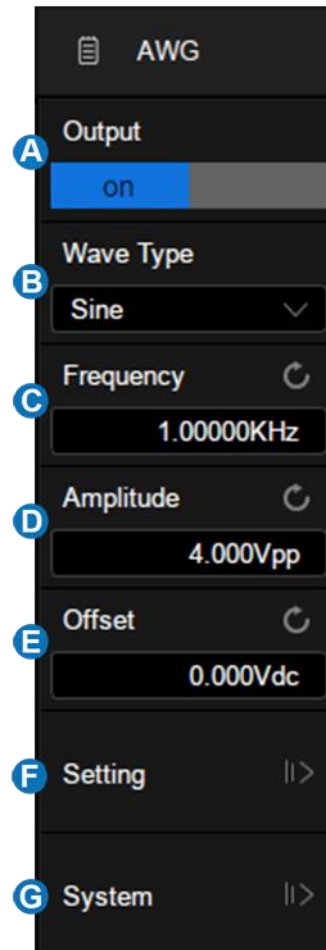 AWG
A Output
on
Wave Type
B Sine
Frequency
C 1.00000KHz
Amplitude
D 4.000Vpp
Offset
E 0.000Vdc
F Setting
G System